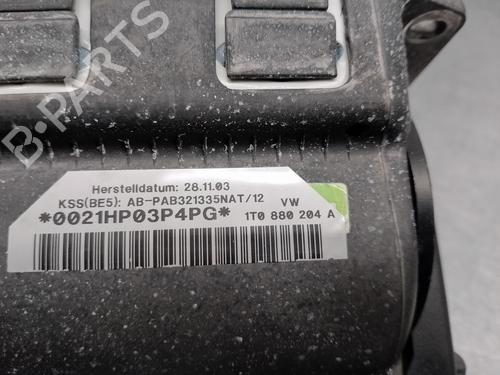 B-PARTS
Herstelldatum: 28.11.03
KSS(BE5): AB-PAB321335NAT/12 VW
*0021HP03P4PG* 1T0 880 204 A